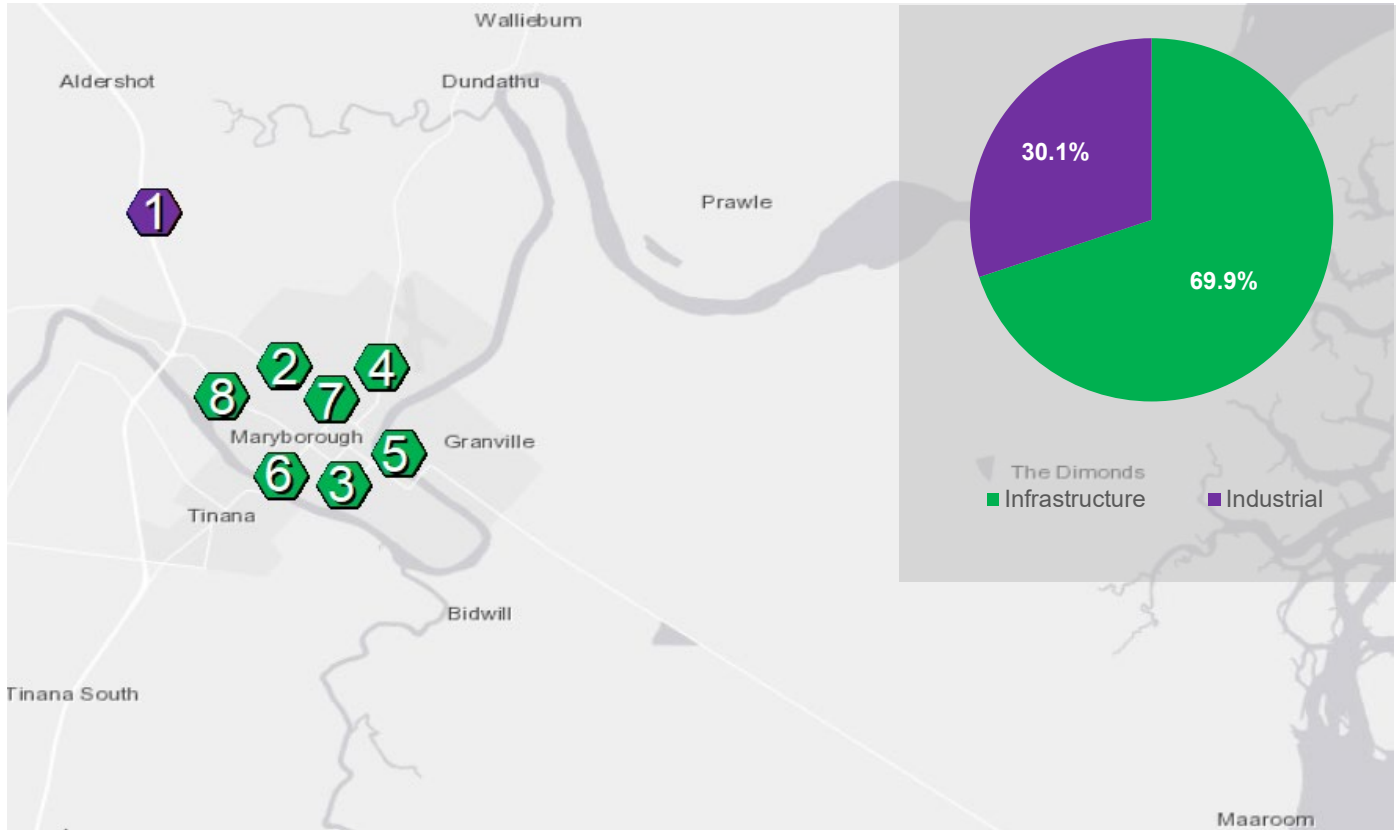 Walliebum
Aldershot
Dundathu
30.1%
1
Prawle
69.9%
2
4
8
7
Maryborough
Granville
5
6
3
The Dimonds
Infrastructure
Industrial
Tinana
Bidwill
Tinana South
Maaroom